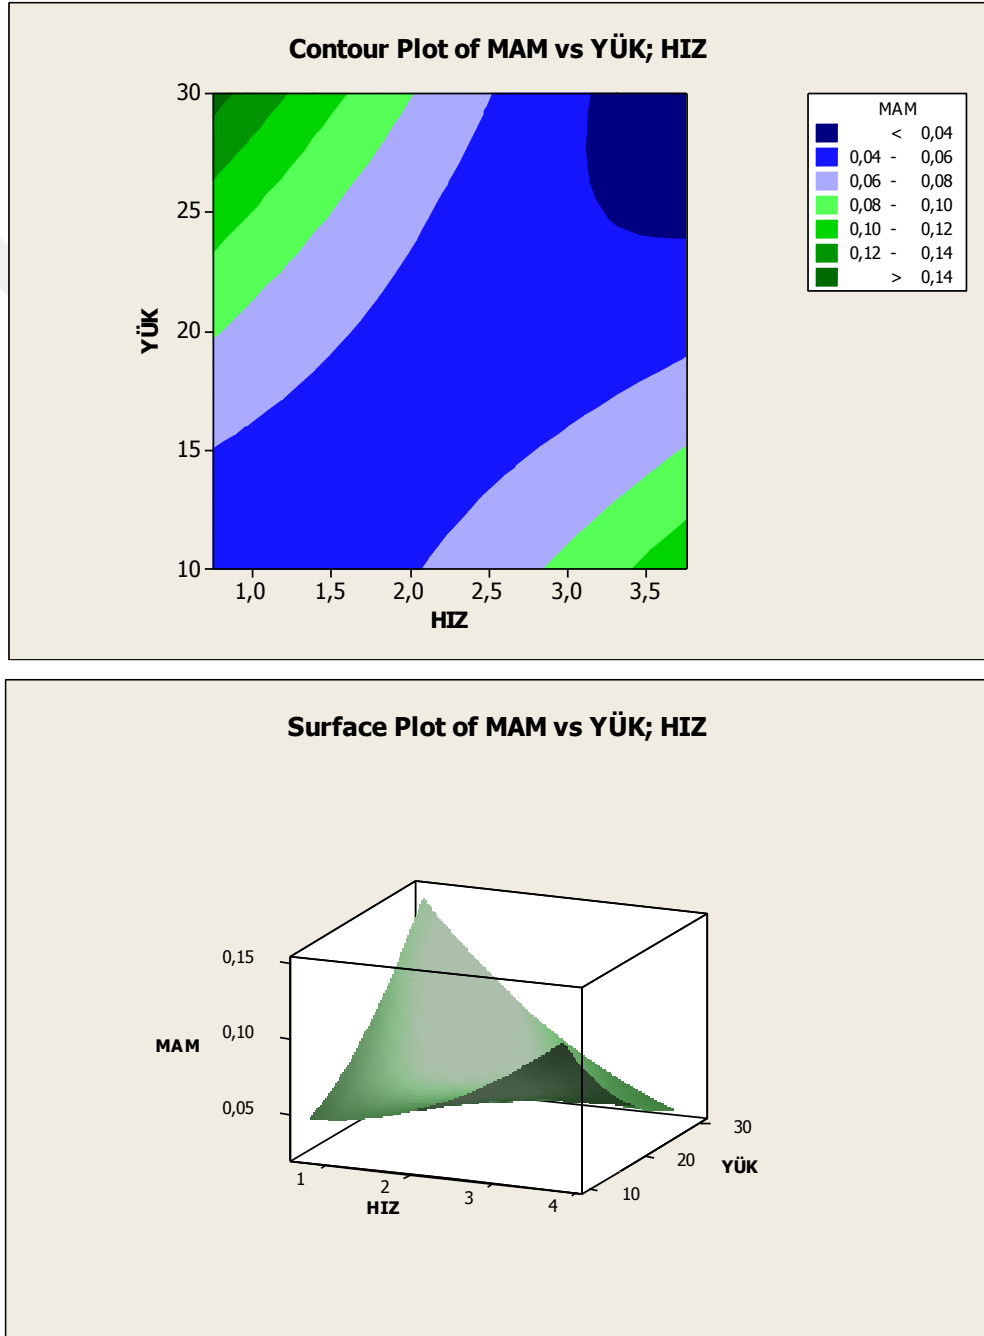 Contour Plot of MAM vs YÜK; HIZ
30
25
20
15
10
YÜK
1,0 1,5 2,0 2,5 3,0 3,5
HIZ
MAM
< 0,04
0,04 - 0,06
0,06 - 0,08
0,08 - 0,10
0,10 - 0,12
0,12 - 0,14
> 0,14
Surface Plot of MAM vs YÜK; HIZ
0,15
0,10
0,05
MAM
1 2 3 4
HIZ
10 20 30
YÜK